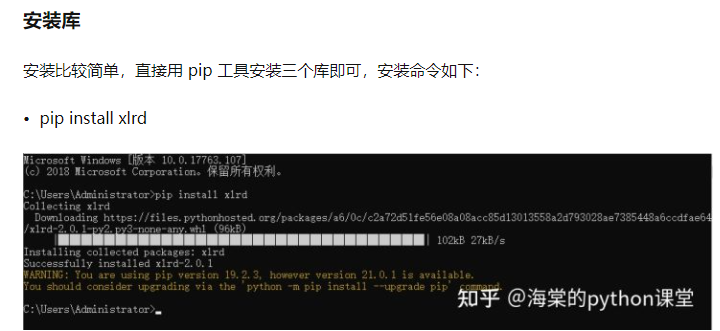 安装库
安装比较简单，直接用 pip 工具安装三个库即可，安装命令如下：
• pip install xlrd
Microsoft Windows [版本 10.0.17763.107]
(c) 2018 Microsoft Corporation。保留所有权利。
C:\Users\Administrator>pip install xlrd
Collecting xlrd
Downloading https://files.pythonhosted.org/packages/a6/0c/c2a72d51fe56e08a08acc85d13013558a2d793028ae7385448a6ccdfae64
/xlrd-2.0.1-py2.py3-none-any.whl (96kB)
102kB 27kB/s
Installing collected packages: xlrd
Successfully installed xlrd-2.0.1
WARNING: You are using pip version 19.2.3, however version 21.0.1 is available.
You should consider upgrading via the 'python -m pip install --upgrade pip' command.
C:\Users\Administrator>
知乎 @海棠的python课堂